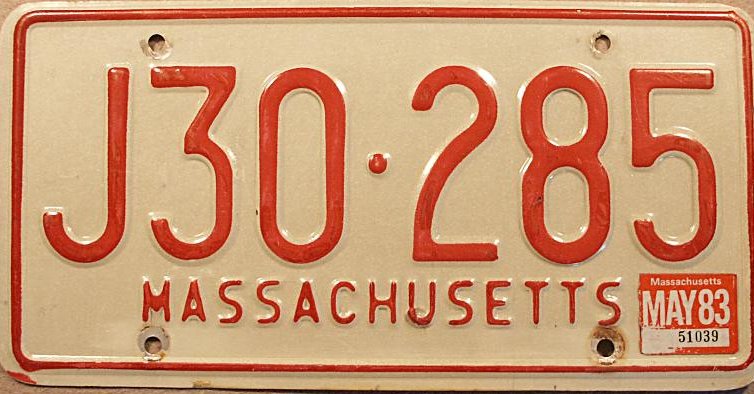 J30·285
MASSACHUSETTS
Massachusetts
MAY83
51039